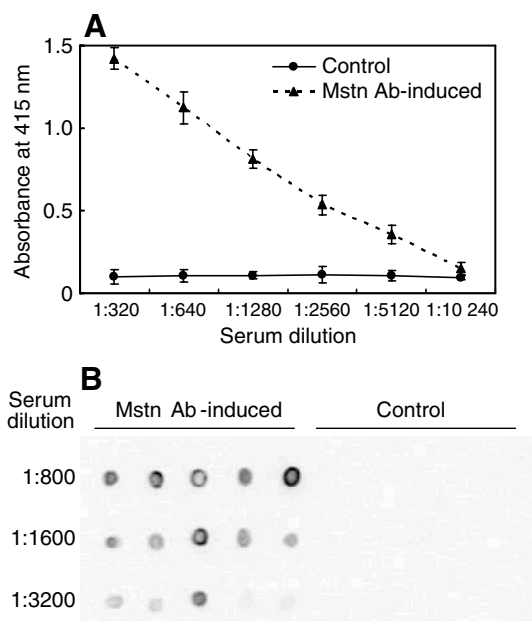 A
Absorbance at 415 nm
1.5
1.0
0.5
0
Control
Mstn Ab-induced
1:320 1:640 1:1280 1:2560 1:5120 1:10 240
Serum dilution
B
Serum dilution
Mstn Ab-induced Control
1:800
1:1600
1:3200